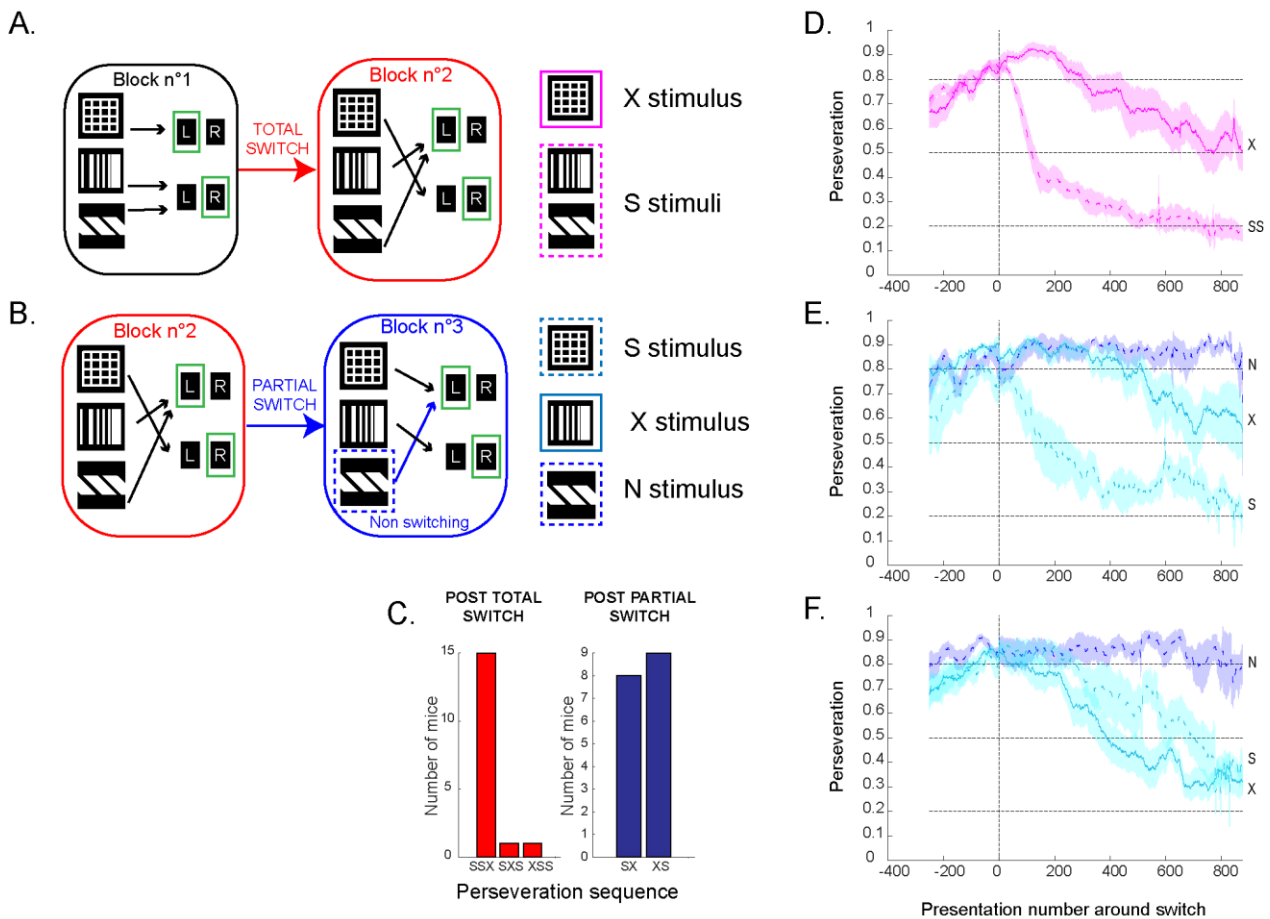 A.
Block n°1
L R
L R
TOTAL
SWITCH
Block n°2
L R
L R
X stimulus
S stimuli
B.
Block n°2
L R
L R
PARTIAL
SWITCH
Block n°3
L R
L R
Non switching
S stimulus
X stimulus
N stimulus
C.
POST TOTAL
SWITCH
Number of mice
15
10
5
0
SSX SXS XSS
POST PARTIAL
SWITCH
Number of mice
9
8
7
6
5
4
3
2
1
0
SX XS
Perseveration sequence
D.
Perseveration
1
0.9
0.8
0.7
0.6
0.5
0.4
0.3
0.2
0.1
0
X
SS
-400 -200 0 200 400 600 800
Presentation number around switch
E.
Perseveration
1
0.9
0.8
0.7
0.6
0.5
0.4
0.3
0.2
0.1
0
N
X
S
-400 -200 0 200 400 600 800
F.
Perseveration
1
0.9
0.8
0.7
0.6
0.5
0.4
0.3
0.2
0.1
0
N
S
X
-400 -200 0 200 400 600 800
Presentation number around switch